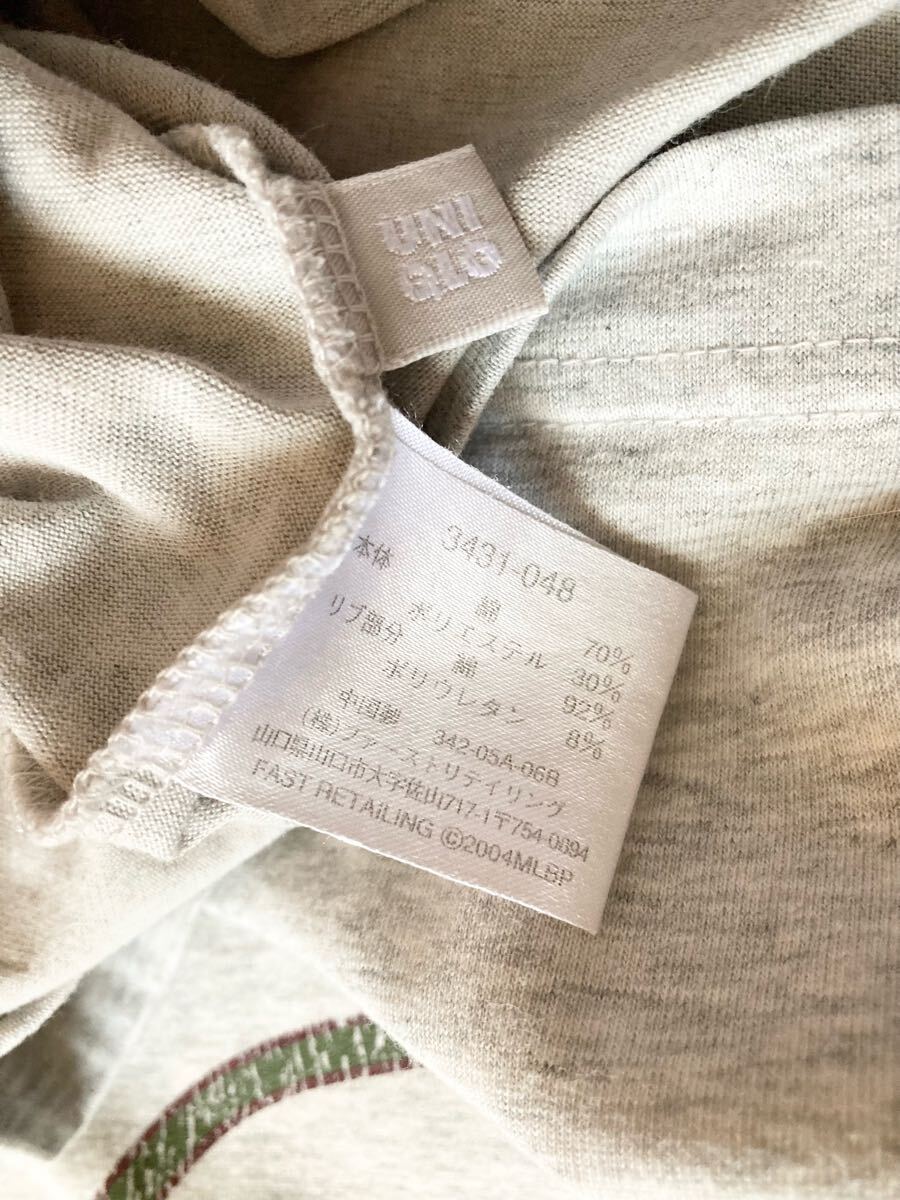 UNI
QLO
3431-048
本体 綿 70%
ポリエステル 30%
リブ部分 綿 92%
ポリウレタン 8%
中国製 342-05A-06B
(株)ファーストリテイリング
山口県山口市大字佐山717-1〒754-0894
FAST RETAILING ©2004MLBP